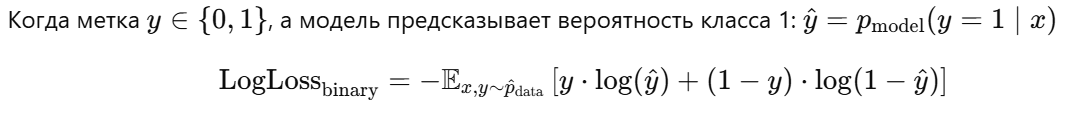 Когда метка y ∈ {0, 1}, а модель предсказывает вероятность класса 1: ŷ = p_model(y = 1 | x)
LogLoss_binary = −𝔼_{x,y∼p̂_data} [y · log(ŷ) + (1 − y) · log(1 − ŷ)]